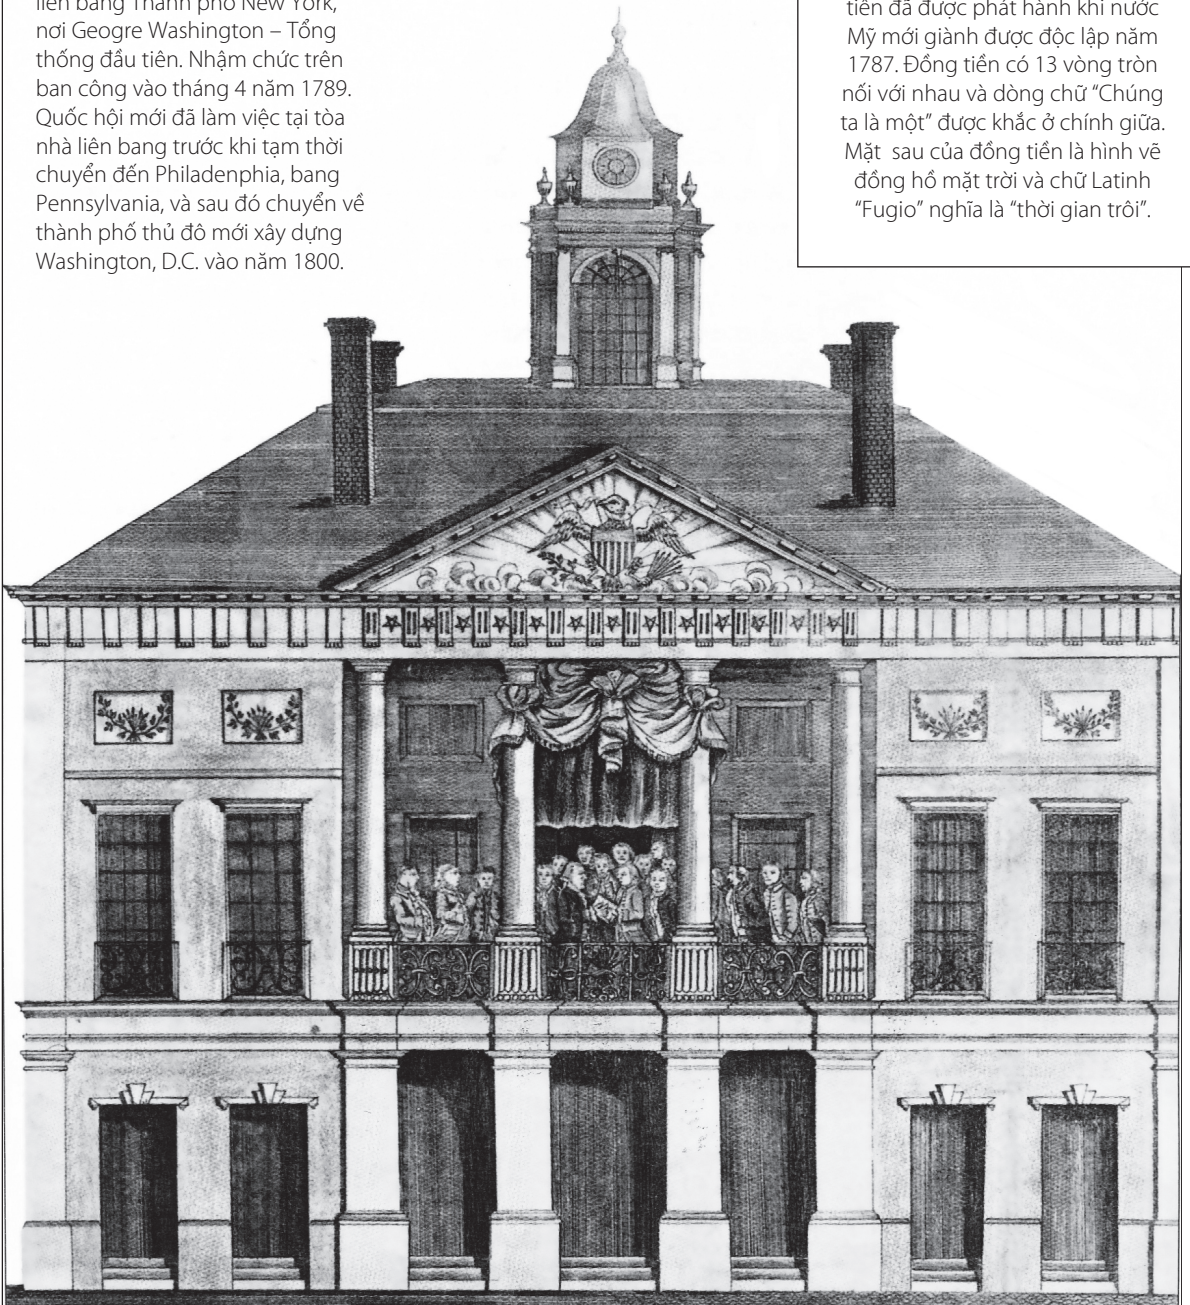 liên bang Thành phố New York,
nơi Geogre Washington – Tổng
thống đầu tiên. Nhậm chức trên
ban công vào tháng 4 năm 1789.
Quốc hội mới đã làm việc tại tòa
nhà liên bang trước khi tạm thời
chuyển đến Philadenphia, bang
Pennsylvania, và sau đó chuyển về
thành phố thủ đô mới xây dựng
Washington, D.C. vào năm 1800.
tiền đã được phát hành khi nước
Mỹ mới giành được độc lập năm
1787. Đồng tiền có 13 vòng tròn
nối với nhau và dòng chữ “Chúng
ta là một” được khắc ở chính giữa.
Mặt sau của đồng tiền là hình vẽ
đồng hồ mặt trời và chữ Latinh
“Fugio” nghĩa là “thời gian trôi”.